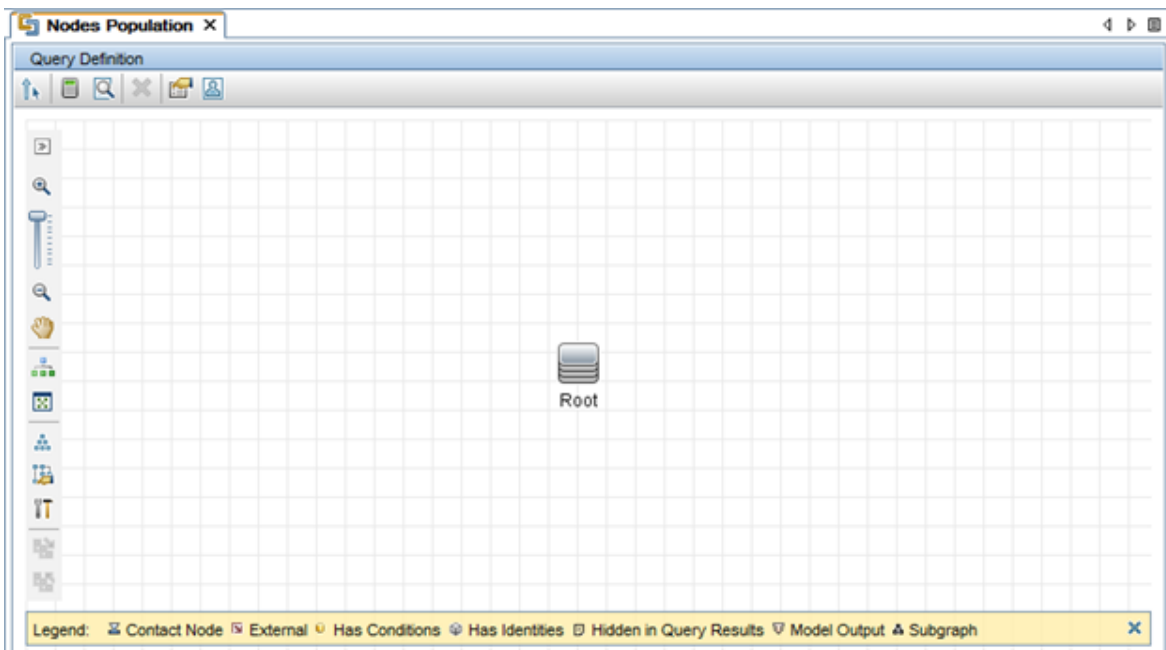 Nodes Population
Query Definition
Root
Legend: Contact Node External Has Conditions Has Identities Hidden in Query Results Model Output Subgraph